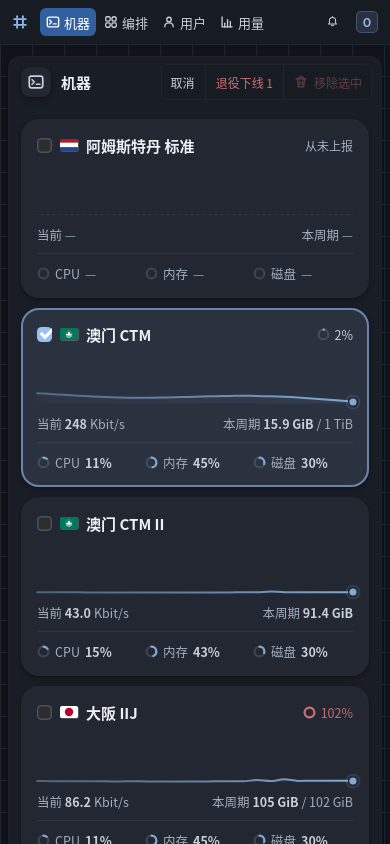 机器 编排 用户 用量 O
机器 取消 退役下线 1 移除选中
阿姆斯特丹 标准 从未上报
当前 — 本周期 —
CPU — 内存 — 磁盘 —
澳门 CTM 2%
当前 248 Kbit/s 本周期 15.9 GiB / 1 TiB
CPU 11% 内存 45% 磁盘 30%
澳门 CTM II
当前 43.0 Kbit/s 本周期 91.4 GiB
CPU 15% 内存 43% 磁盘 30%
大阪 IIJ 102%
当前 86.2 Kbit/s 本周期 105 GiB / 102 GiB
CPU 11% 内存 45% 磁盘 30%